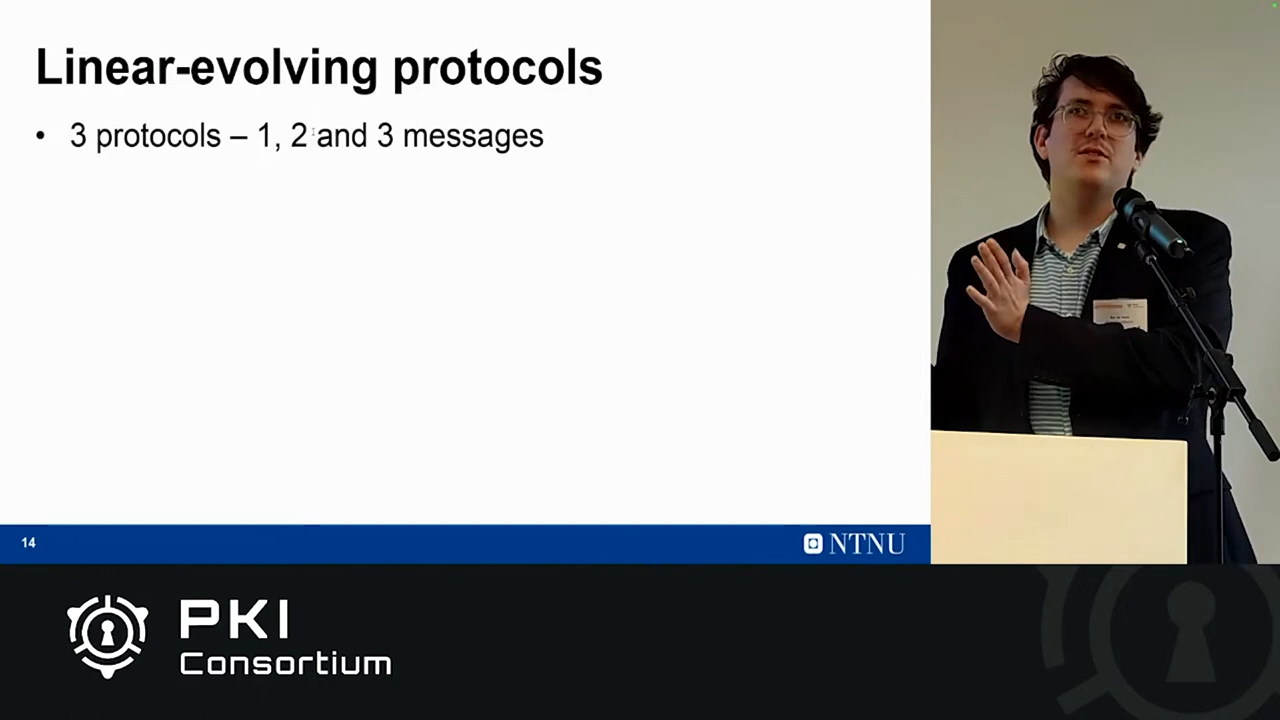 Linear-evolving protocols
• 3 protocols – 1, 2 and 3 messages
14
NTNU
PKI
Consortium